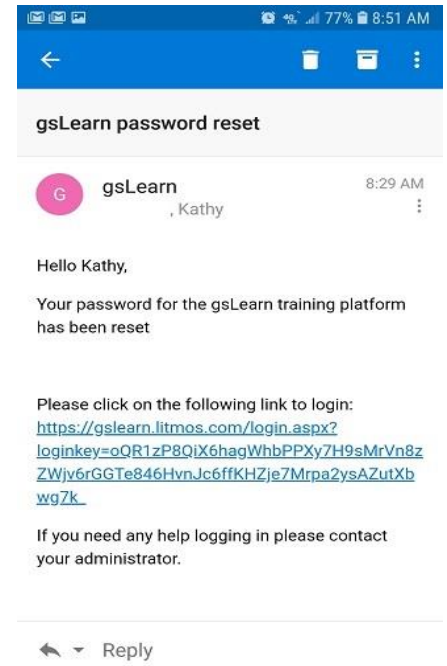 77% 8:51 AM
gsLearn password reset
G
gsLearn
8:29 AM
, Kathy
Hello Kathy,
Your password for the gsLearn training platform
has been reset
Please click on the following link to login:
https://gslearn.litmos.com/login.aspx?
loginkey=oQR1zP8QiX6hagWhbPPXy7H9sMrVn8z
ZWjv6rGGTe846HvnJc6ffKHZje7Mrpa2ysAZutXb
wg7k_
If you need any help logging in please contact
your administrator.
Reply